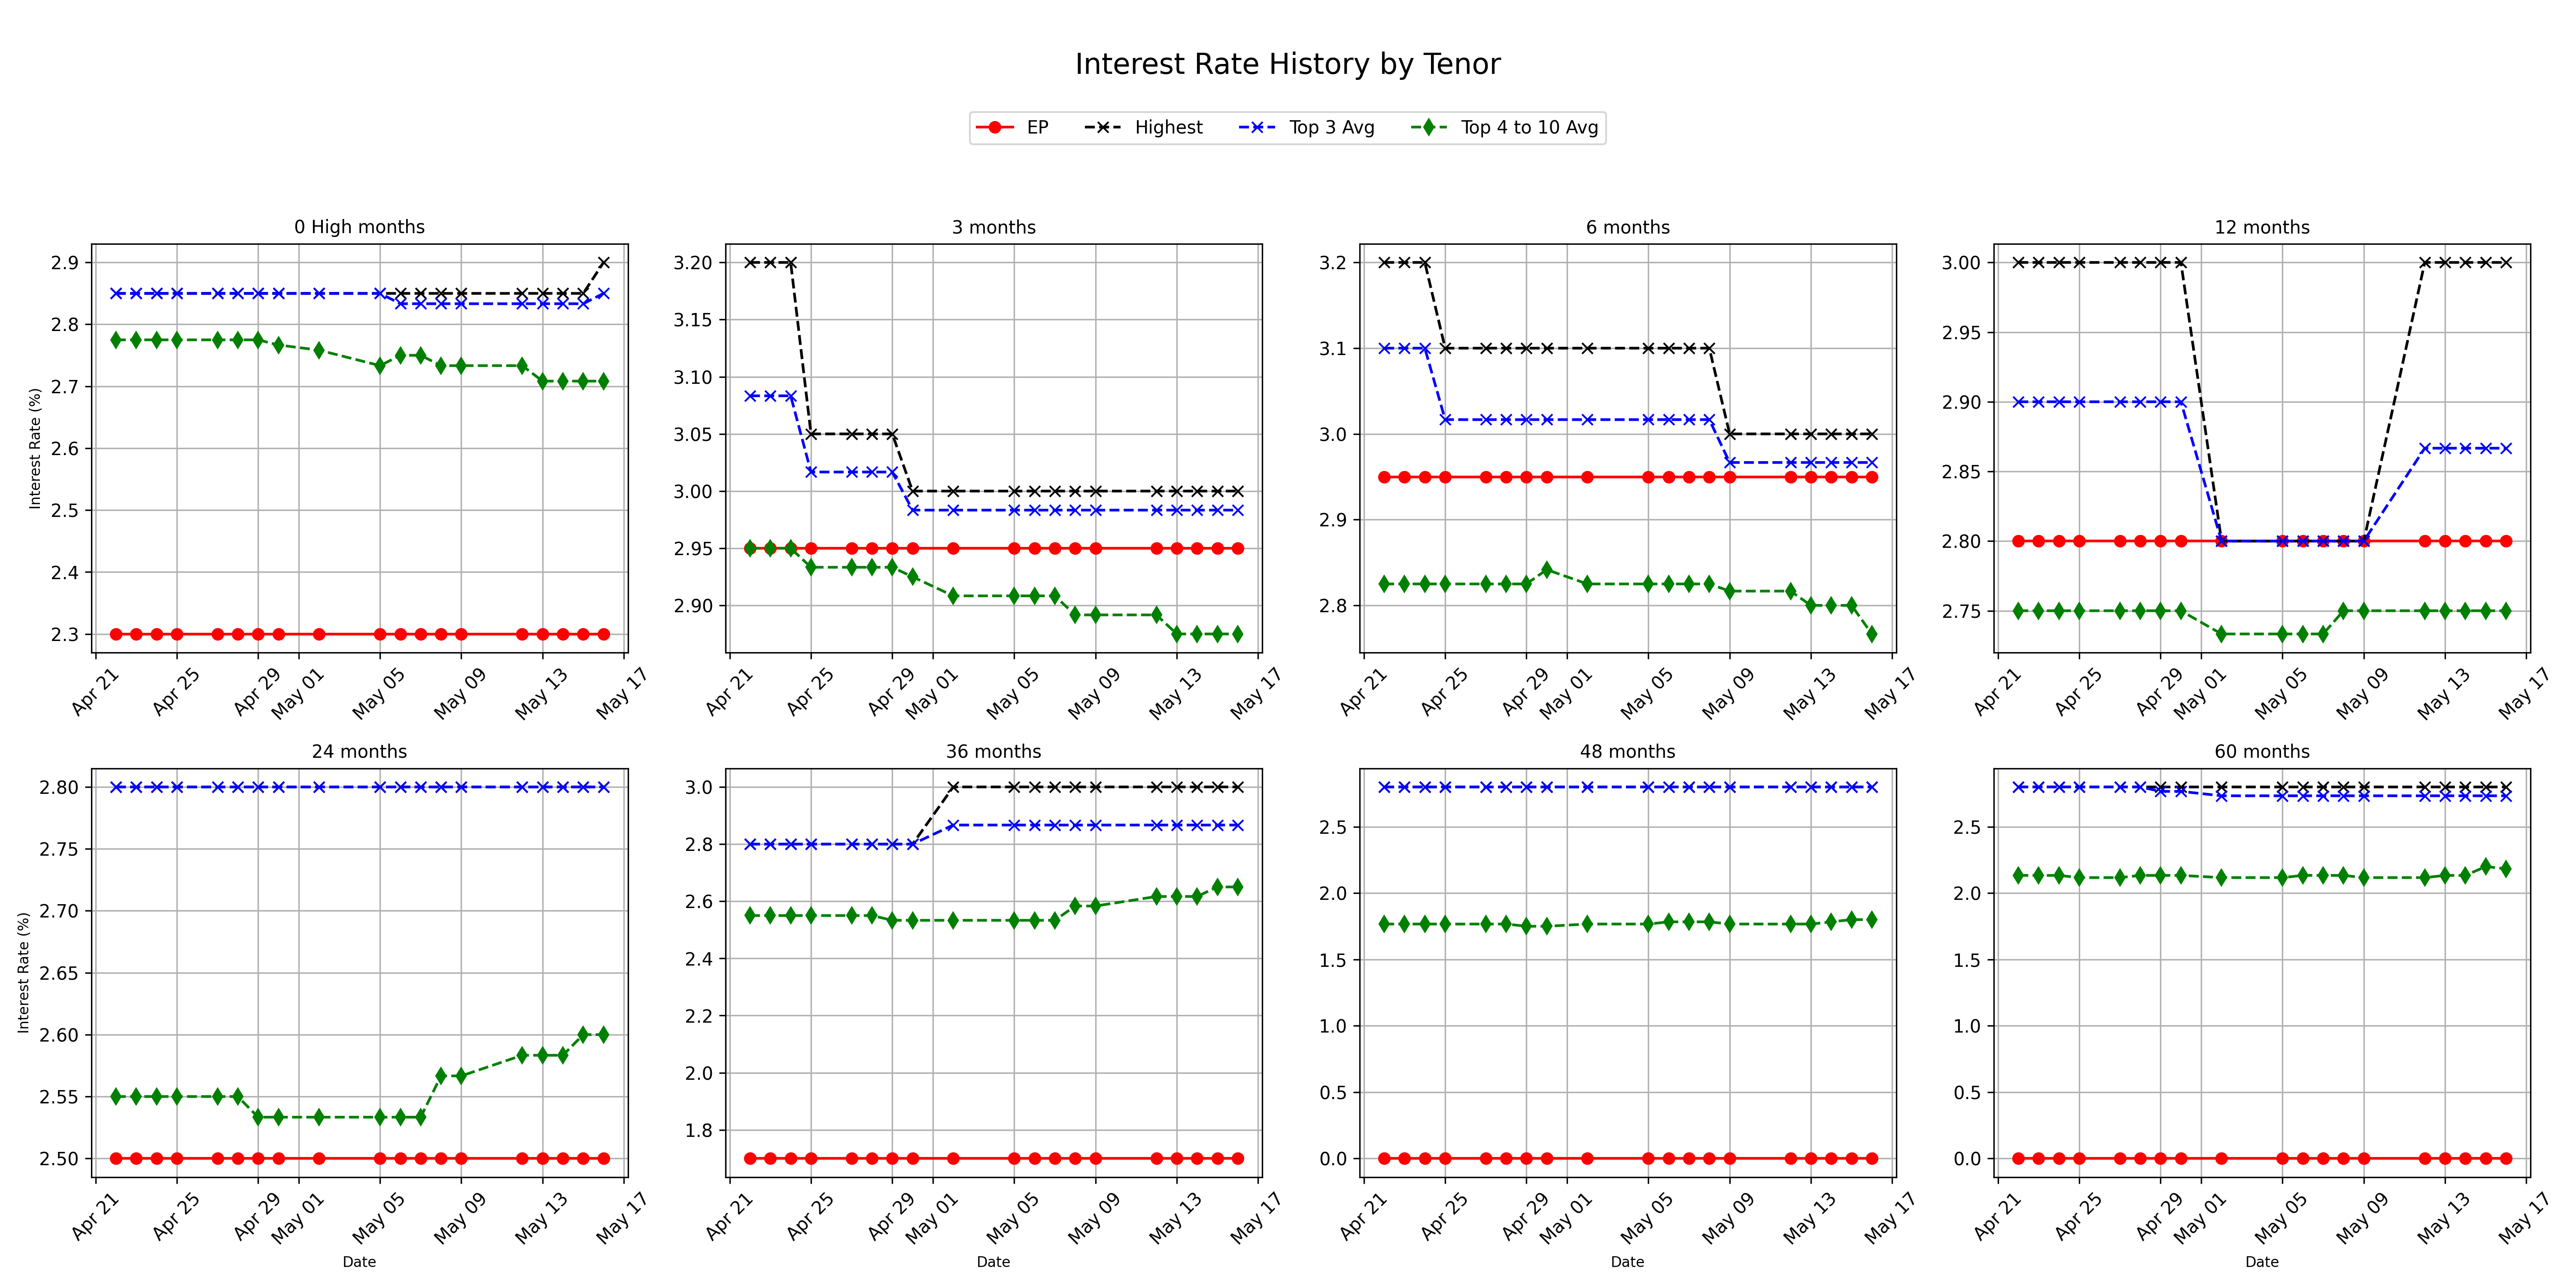 Interest Rate History by Tenor
EP Highest Top 3 Avg Top 4 to 10 Avg
0 High months
Interest Rate (%)
2.9
2.8
2.7
2.6
2.5
2.4
2.3
Apr 21 Apr 25 Apr 29 May 01 May 05 May 09 May 13 May 17
3 months
3.20
3.15
3.10
3.05
3.00
2.95
2.90
Apr 21 Apr 25 Apr 29 May 01 May 05 May 09 May 13 May 17
6 months
3.2
3.1
3.0
2.9
2.8
Apr 21 Apr 25 Apr 29 May 01 May 05 May 09 May 13 May 17
12 months
3.00
2.95
2.90
2.85
2.80
2.75
Apr 21 Apr 25 Apr 29 May 01 May 05 May 09 May 13 May 17
24 months
Interest Rate (%)
2.80
2.75
2.70
2.65
2.60
2.55
2.50
Apr 21 Apr 25 Apr 29 May 01 May 05 May 09 May 13 May 17
Date
36 months
3.0
2.8
2.6
2.4
2.2
2.0
1.8
Apr 21 Apr 25 Apr 29 May 01 May 05 May 09 May 13 May 17
Date
48 months
2.5
2.0
1.5
1.0
0.5
0.0
Apr 21 Apr 25 Apr 29 May 01 May 05 May 09 May 13 May 17
Date
60 months
2.5
2.0
1.5
1.0
0.5
0.0
Apr 21 Apr 25 Apr 29 May 01 May 05 May 09 May 13 May 17
Date